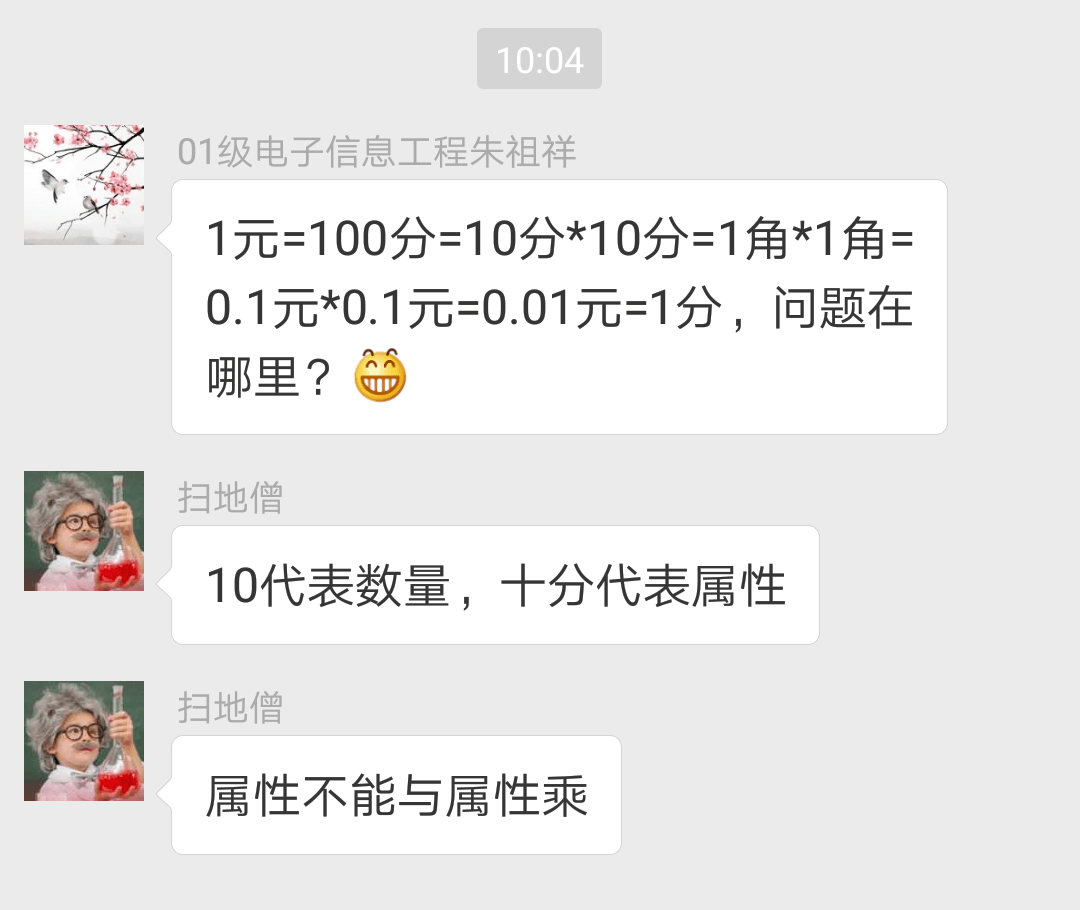 10:04
01级电子信息工程朱祖祥
1元=100分=10分*10分=1角*1角=
0.1元*0.1元=0.01元=1分，问题在
哪里？😁
扫地僧
10代表数量，十分代表属性
扫地僧
属性不能与属性乘